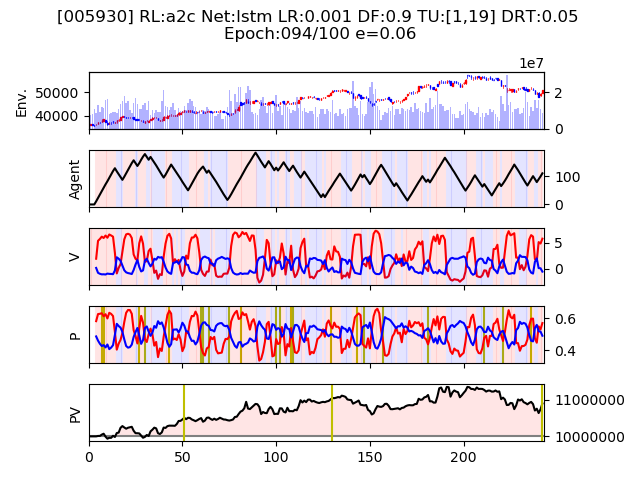 [005930] RL:a2c Net:lstm LR:0.001 DF:0.9 TU:[1,19] DRT:0.05
Epoch:094/100 e=0.06
1e7
Env.
50000
40000
2
0
Agent
100
0
V
5
0
P
0.6
0.4
PV
11000000
10000000
0 50 100 150 200